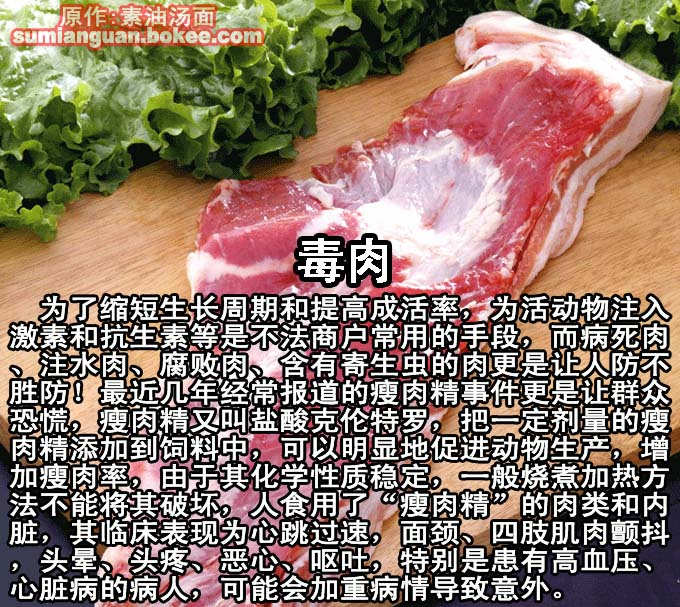 原作:素油汤面
sumianguan.bokee.com
毒肉
为了缩短生长周期和提高成活率，为活动物注入
激素和抗生素等是不法商户常用的手段，而病死肉
、注水肉、腐败肉、含有寄生虫的肉更是让人防不
胜防！最近几年经常报道的瘦肉精事件更是让群众
恐慌，瘦肉精又叫盐酸克伦特罗，把一定剂量的瘦
肉精添加到饲料中，可以明显地促进动物生产，增
加瘦肉率，由于其化学性质稳定，一般烧煮加热方
法不能将其破坏，人食用了“瘦肉精”的肉类和内
脏，其临床表现为心跳过速，面颈、四肢肌肉颤抖
，头晕、头疼、恶心、呕吐，特别是患有高血压、
心脏病的病人，可能会加重病情导致意外。